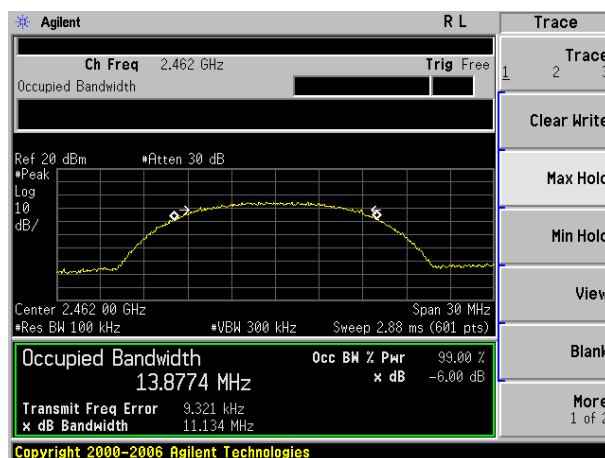 Agilent R L Trace
Ch Freq 2.462 GHz Trig Free
Occupied Bandwidth
Trace
1 2 3
Clear Write
Max Hold
Min Hold
View
Blank
More
1 of 2
Ref 20 dBm #Atten 30 dB
#Peak
Log
10
dB/
Center 2.462 00 GHz Span 30 MHz
#Res BW 100 kHz #VBW 300 kHz Sweep 2.88 ms (601 pts)
Occupied Bandwidth Occ BW % Pwr 99.00 %
13.8774 MHz x dB -6.00 dB
Transmit Freq Error 9.321 kHz
x dB Bandwidth 11.134 MHz
Copyright 2000-2006 Agilent Technologies